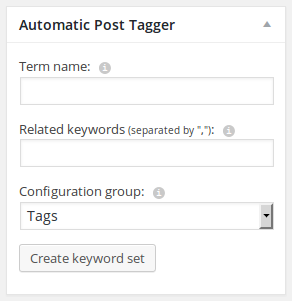 Automatic Post Tagger
Term name:
Related keywords (separated by ","):
Configuration group:
Tags
Create keyword set